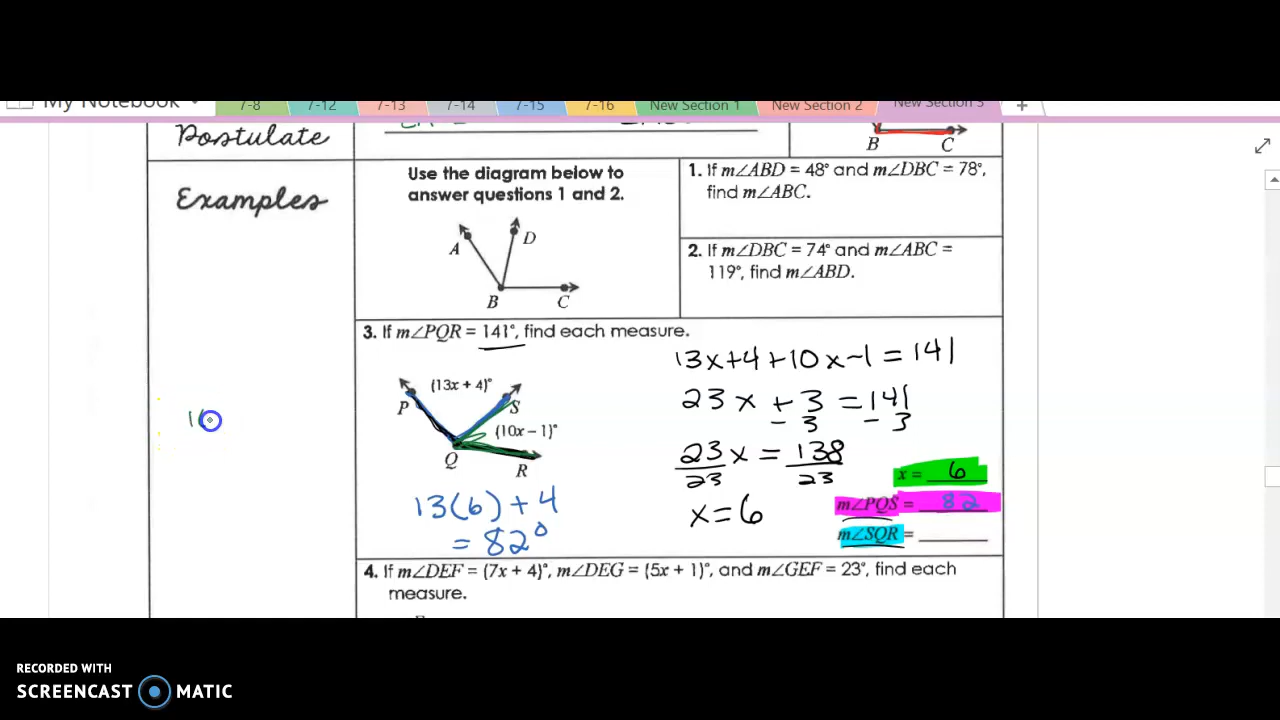 My Notebook
7-8 7-12 7-13 7-14 7-15 7-16 New Section 1 New Section 2 New Section 3 +
Postulate
B C
Examples
Use the diagram below to
answer questions 1 and 2.
A D
B C
1. If m∠ABD = 48° and m∠DBC = 78°,
find m∠ABC.
2. If m∠DBC = 74° and m∠ABC =
119°, find m∠ABD.
3. If m∠PQR = 141°, find each measure.
(13x + 4)°
P S
(10x − 1)°
Q R
13(6) + 4
= 82°
13x+4+10x−1 = 141
23x + 3 = 141
− 3 − 3
23x = 138
23 23
x = 6
x = 6
m∠PQS = 82
m∠SQR =
4. If m∠DEF = (7x + 4)°, m∠DEG = (5x + 1)°, and m∠GEF = 23°, find each
measure.
RECORDED WITH
SCREENCAST MATIC